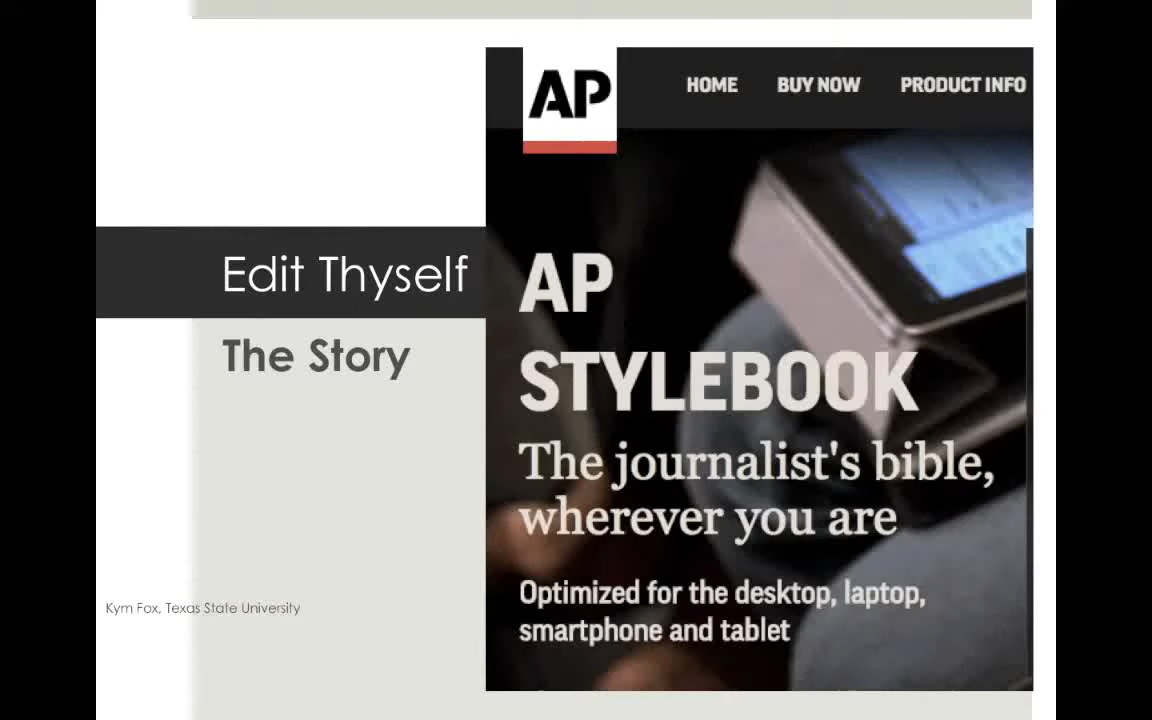 Edit Thyself
The Story
Kym Fox, Texas State University
AP
HOME BUY NOW PRODUCT INFO
AP
STYLEBOOK
The journalist's bible,
wherever you are
Optimized for the desktop, laptop,
smartphone and tablet